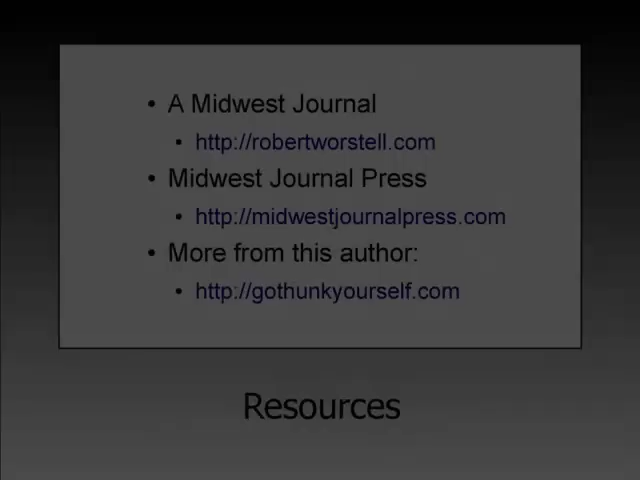 • A Midwest Journal
• http://robertworstell.com
• Midwest Journal Press
• http://midwestjournalpress.com
• More from this author:
• http://gothunkyourself.com
Resources